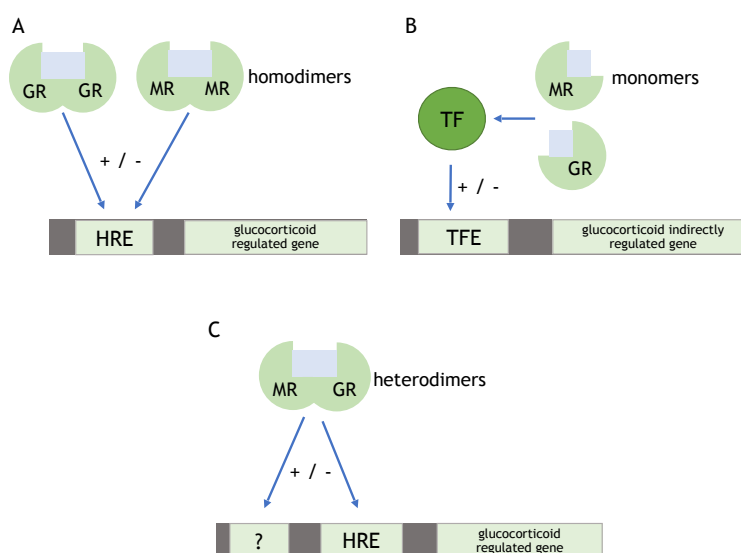 A
GR GR
MR MR
homodimers
+ / -
HRE
glucocorticoid
regulated gene
B
TF
MR
monomers
GR
+ / -
TFE
glucocorticoid indirectly
regulated gene
C
MR GR
heterodimers
+ / -
?
HRE
glucocorticoid
regulated gene